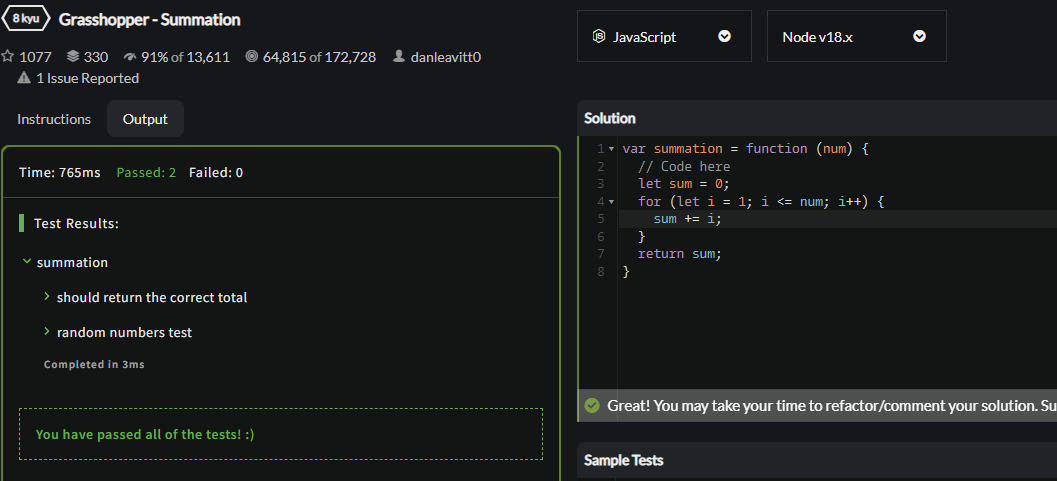 8 kyu Grasshopper - Summation
1077 330 91% of 13,611 64,815 of 172,728 danleavitt0
1 Issue Reported
Instructions Output
Time: 765ms Passed: 2 Failed: 0
Test Results:
summation
should return the correct total
random numbers test
Completed in 3ms
You have passed all of the tests! :)
JavaScript Node v18.x
Solution
1 var summation = function (num) {
2 // Code here
3 let sum = 0;
4 for (let i = 1; i <= num; i++) {
5 sum += i;
6 }
7 return sum;
8 }
Great! You may take your time to refactor/comment your solution. Su
Sample Tests